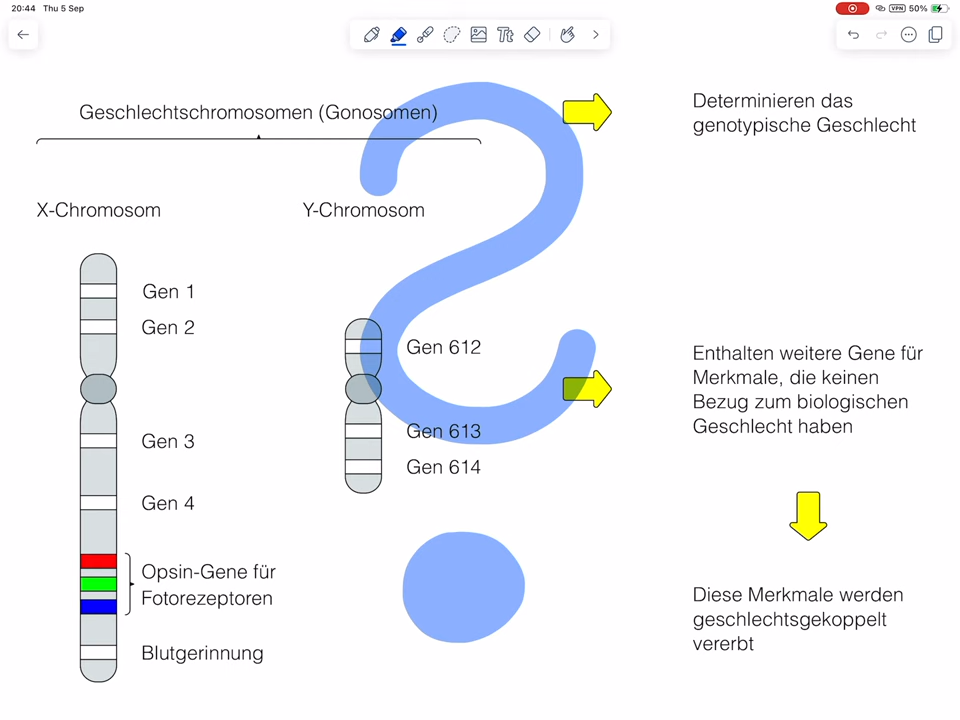 20:44 Thu 5 Sep
VPN 50%
Tt
Geschlechtschromosomen (Gonosomen)
Determinieren das
genotypische Geschlecht
X-Chromosom
Y-Chromosom
Gen 1
Gen 2
Gen 612
Enthalten weitere Gene für
Merkmale, die keinen
Bezug zum biologischen
Geschlecht haben
Gen 3
Gen 613
Gen 614
Gen 4
Opsin-Gene für
Fotorezeptoren
Diese Merkmale werden
geschlechtsgekoppelt
vererbt
Blutgerinnung